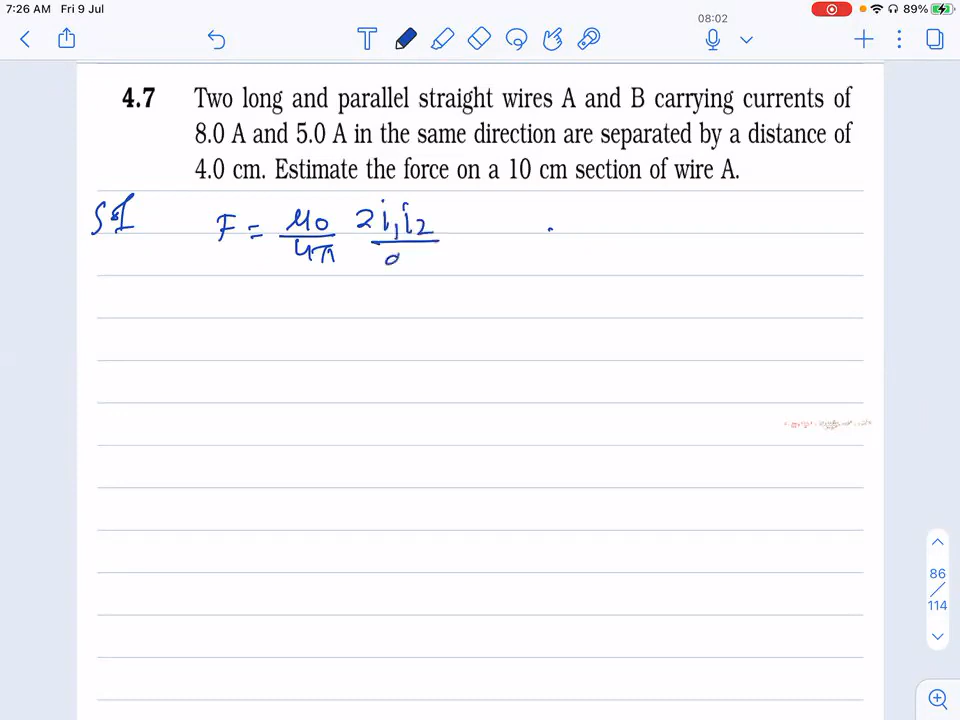 7:26 AM Fri 9 Jul
89%
08:02
T
4.7 Two long and parallel straight wires A and B carrying currents of
8.0 A and 5.0 A in the same direction are separated by a distance of
4.0 cm. Estimate the force on a 10 cm section of wire A.
F = μ0/4π 2i1i2
86
/
114